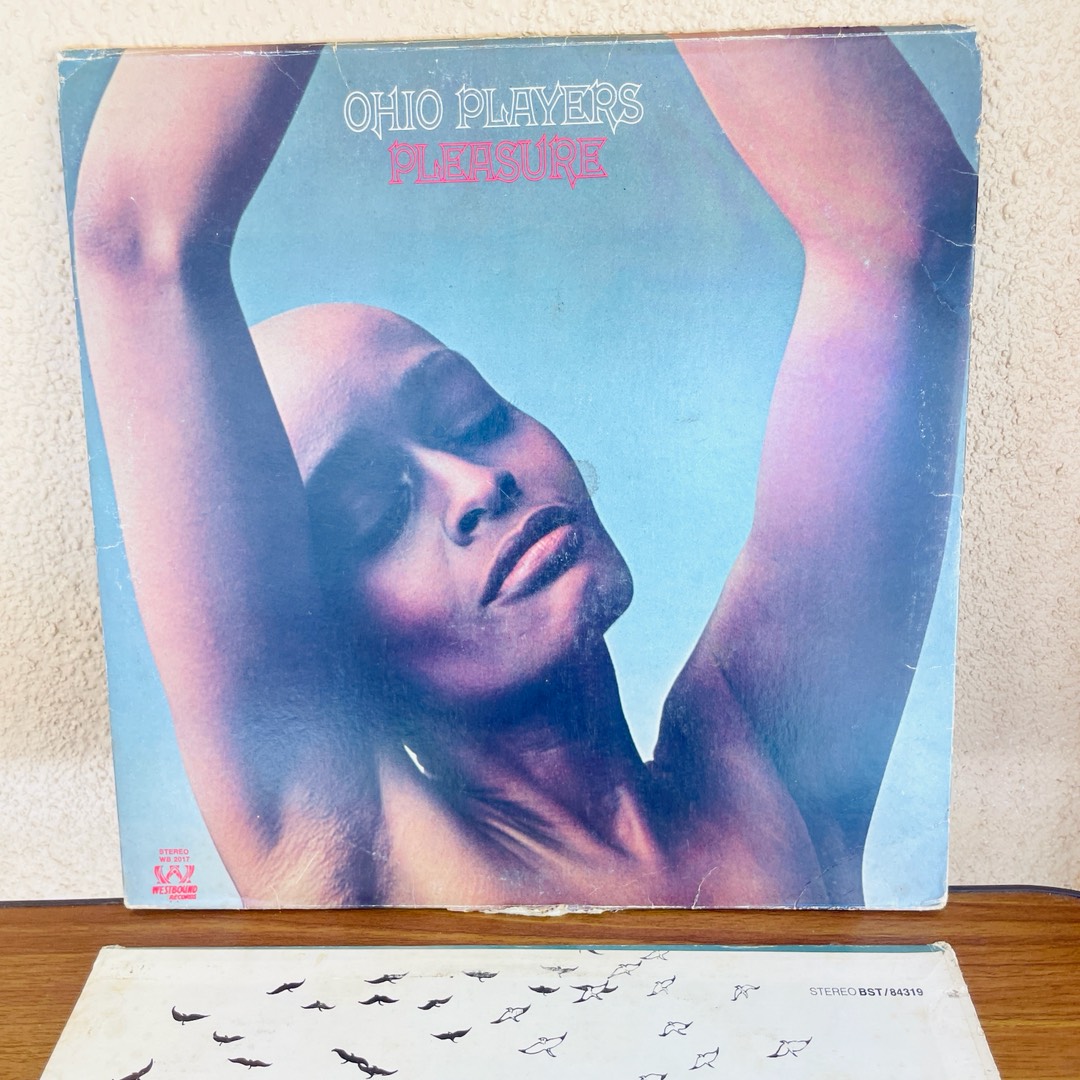 OHIO PLAYERS
PLEASURE
STEREO
WB 2017
WESTBOUND
RECORDS
STEREO BST/84319